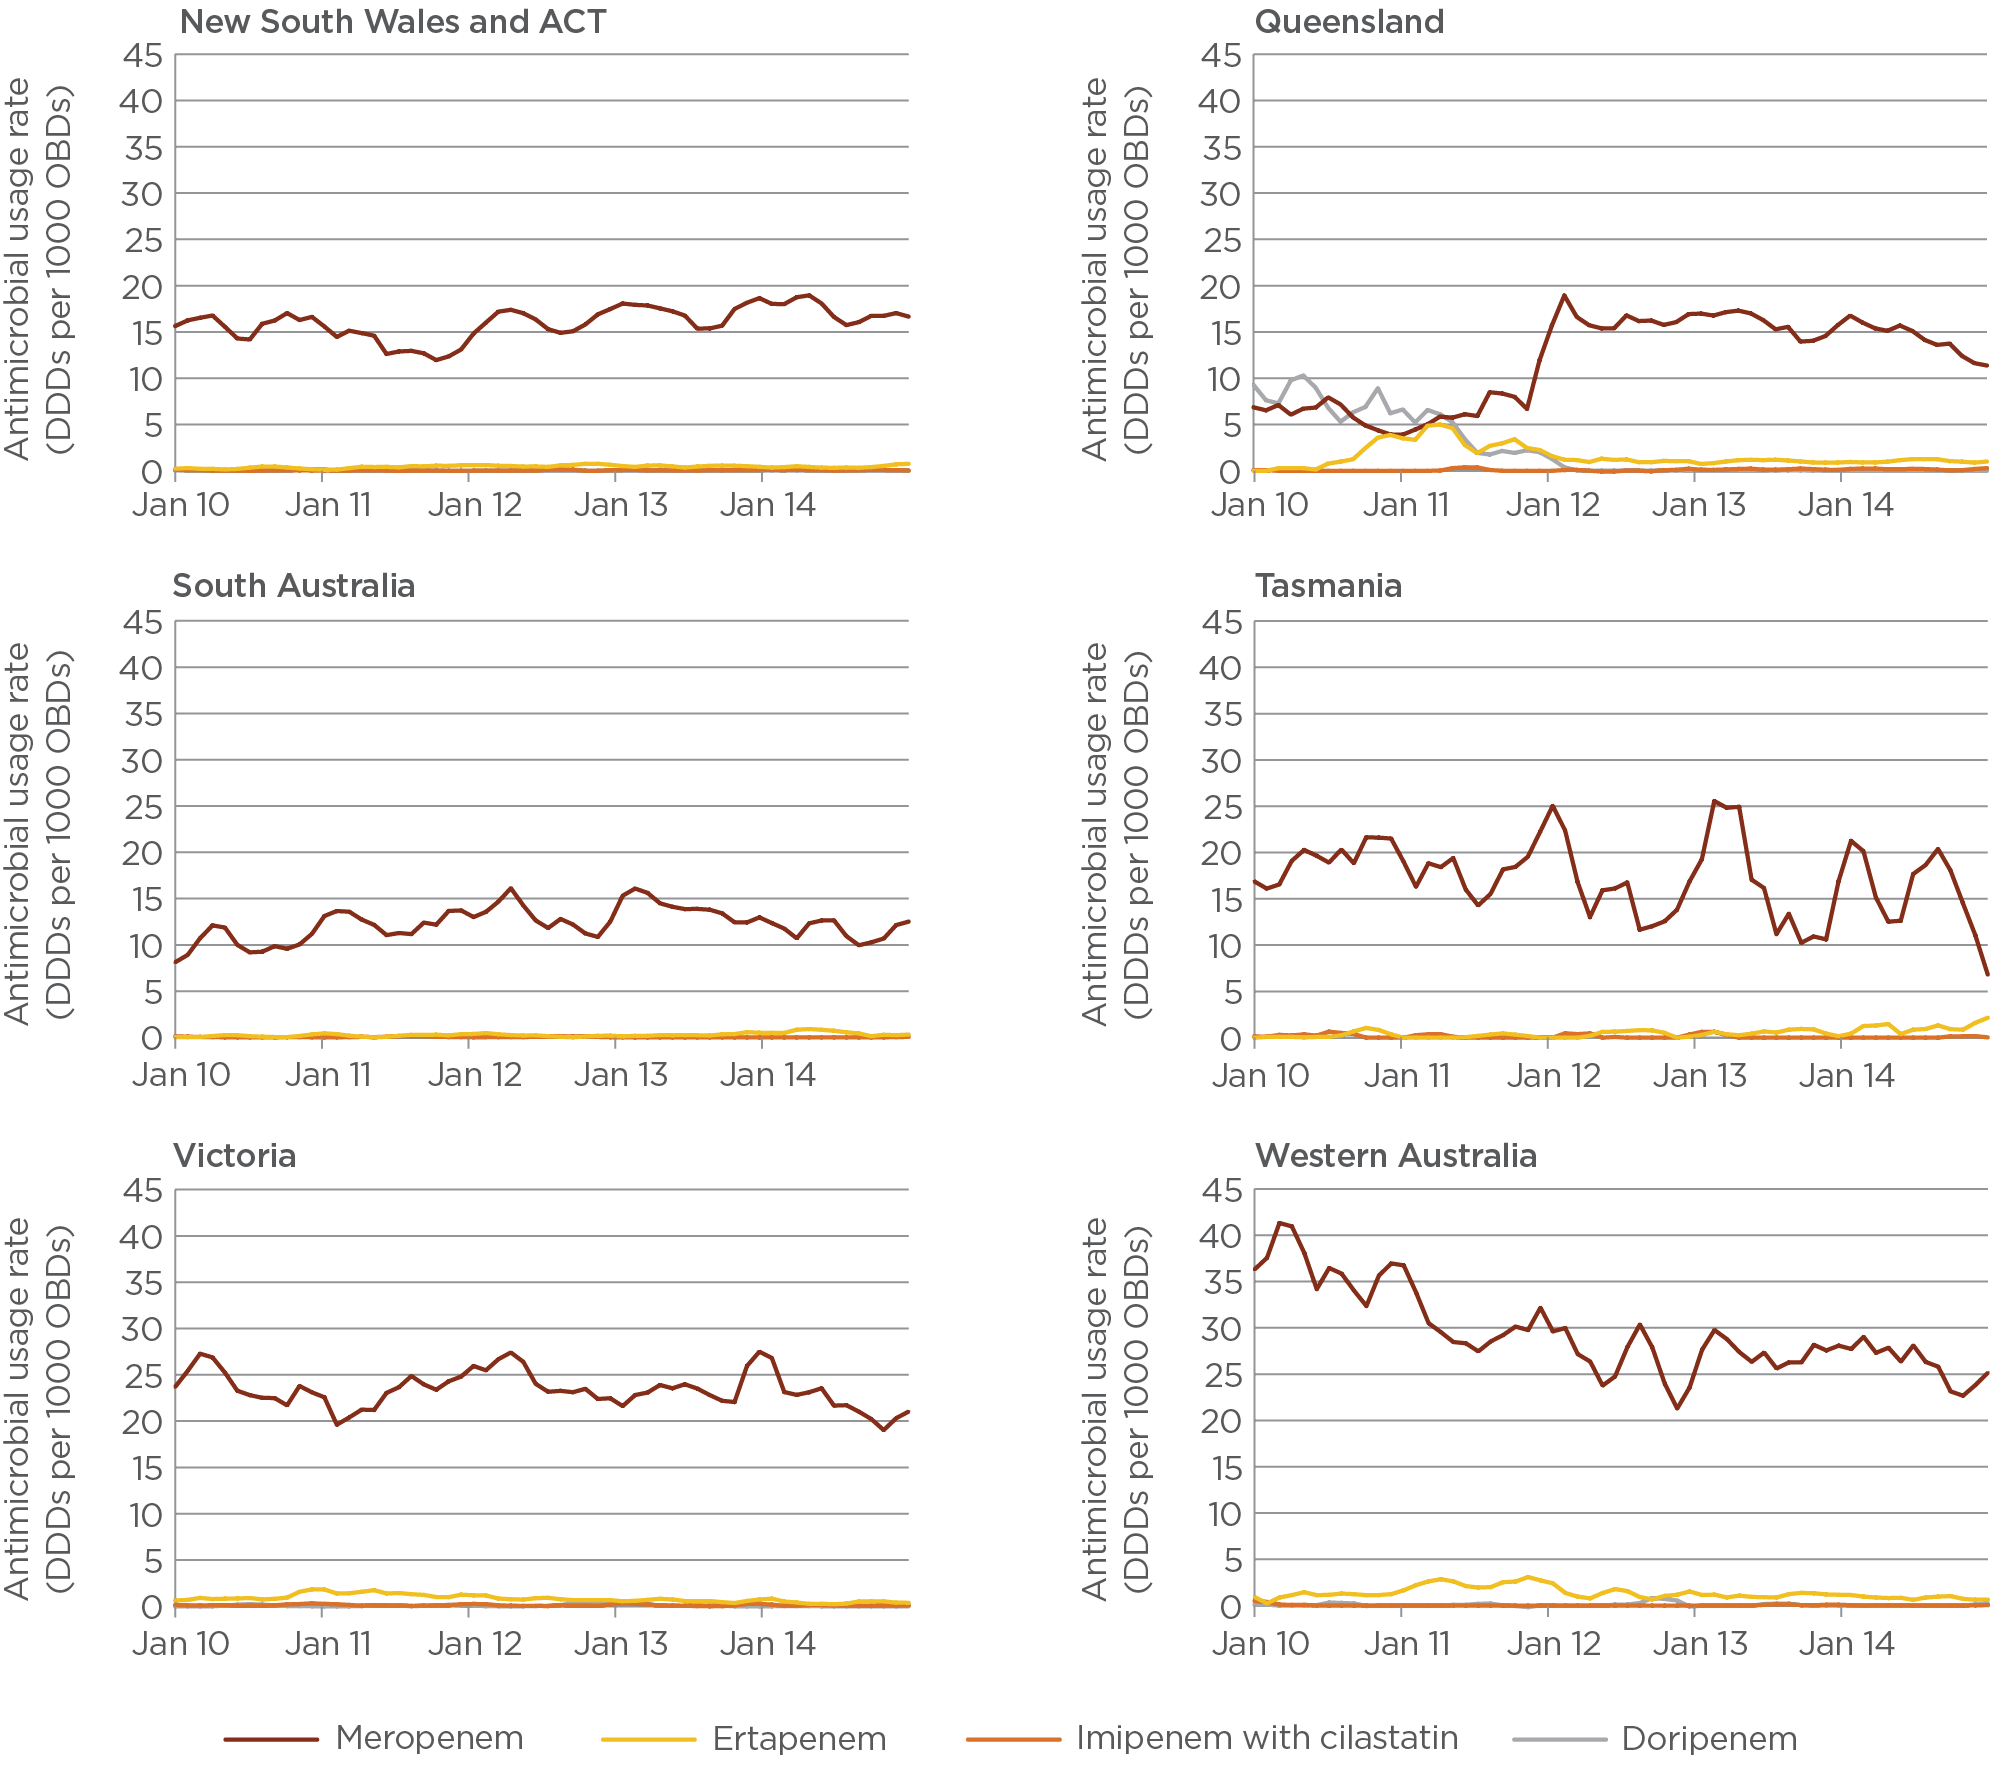 New South Wales and ACT
Antimicrobial usage rate
(DDDs per 1000 OBDs)
45
40
35
30
25
20
15
10
5
0
Jan 10 Jan 11 Jan 12 Jan 13 Jan 14
Queensland
Antimicrobial usage rate
(DDDs per 1000 OBDs)
45
40
35
30
25
20
15
10
5
0
Jan 10 Jan 11 Jan 12 Jan 13 Jan 14
South Australia
Antimicrobial usage rate
(DDDs per 1000 OBDs)
45
40
35
30
25
20
15
10
5
0
Jan 10 Jan 11 Jan 12 Jan 13 Jan 14
Tasmania
Antimicrobial usage rate
(DDDs per 1000 OBDs)
45
40
35
30
25
20
15
10
5
0
Jan 10 Jan 11 Jan 12 Jan 13 Jan 14
Victoria
Antimicrobial usage rate
(DDDs per 1000 OBDs)
45
40
35
30
25
20
15
10
5
0
Jan 10 Jan 11 Jan 12 Jan 13 Jan 14
Western Australia
Antimicrobial usage rate
(DDDs per 1000 OBDs)
45
40
35
30
25
20
15
10
5
0
Jan 10 Jan 11 Jan 12 Jan 13 Jan 14
Meropenem Ertapenem Imipenem with cilastatin Doripenem